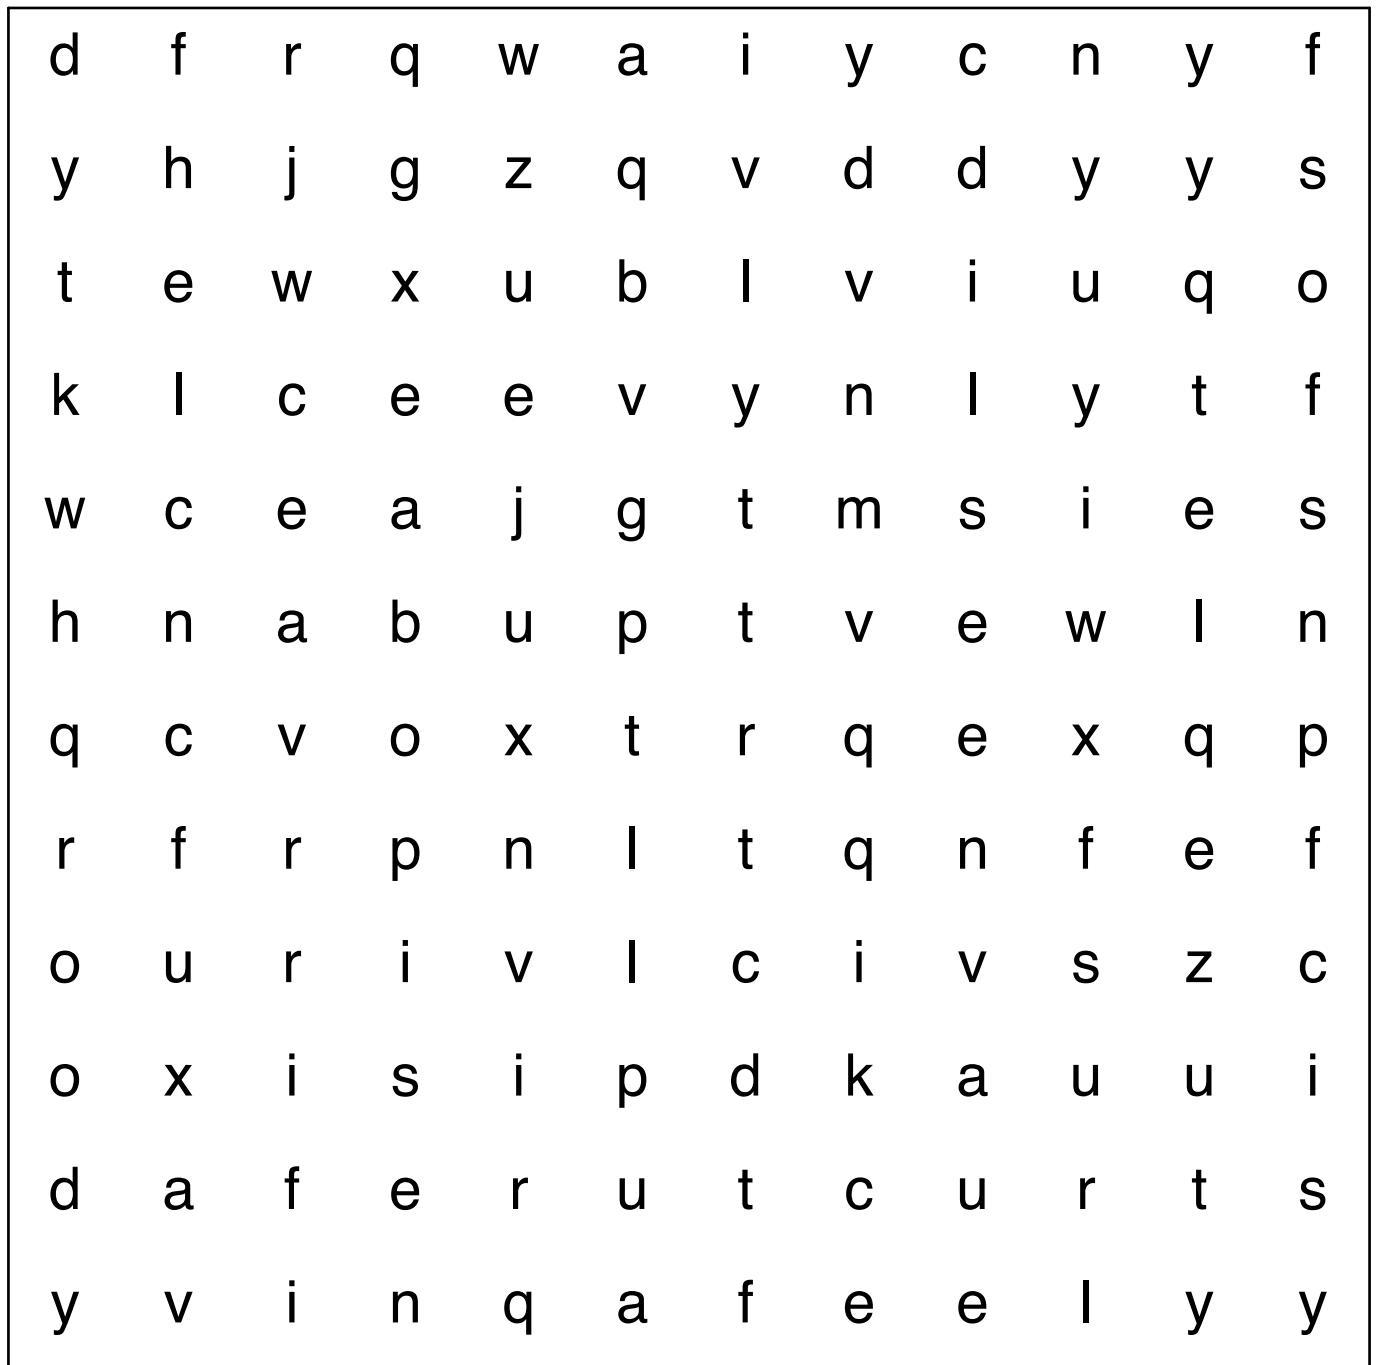 d f r q w a i y c n y f
y h j g z q v d d y y s
t e w x u b l v i u q o
k l c e e v y n l y t f
w c e a j g t m s i e s
h n a b u p t v e w l n
q c v o x t r q e x q p
r f r p n l t q n f e f
o u r i v l c i v s z c
o x i s i p d k a u u i
d a f e r u t c u r t s
y v i n q a f e e l y y